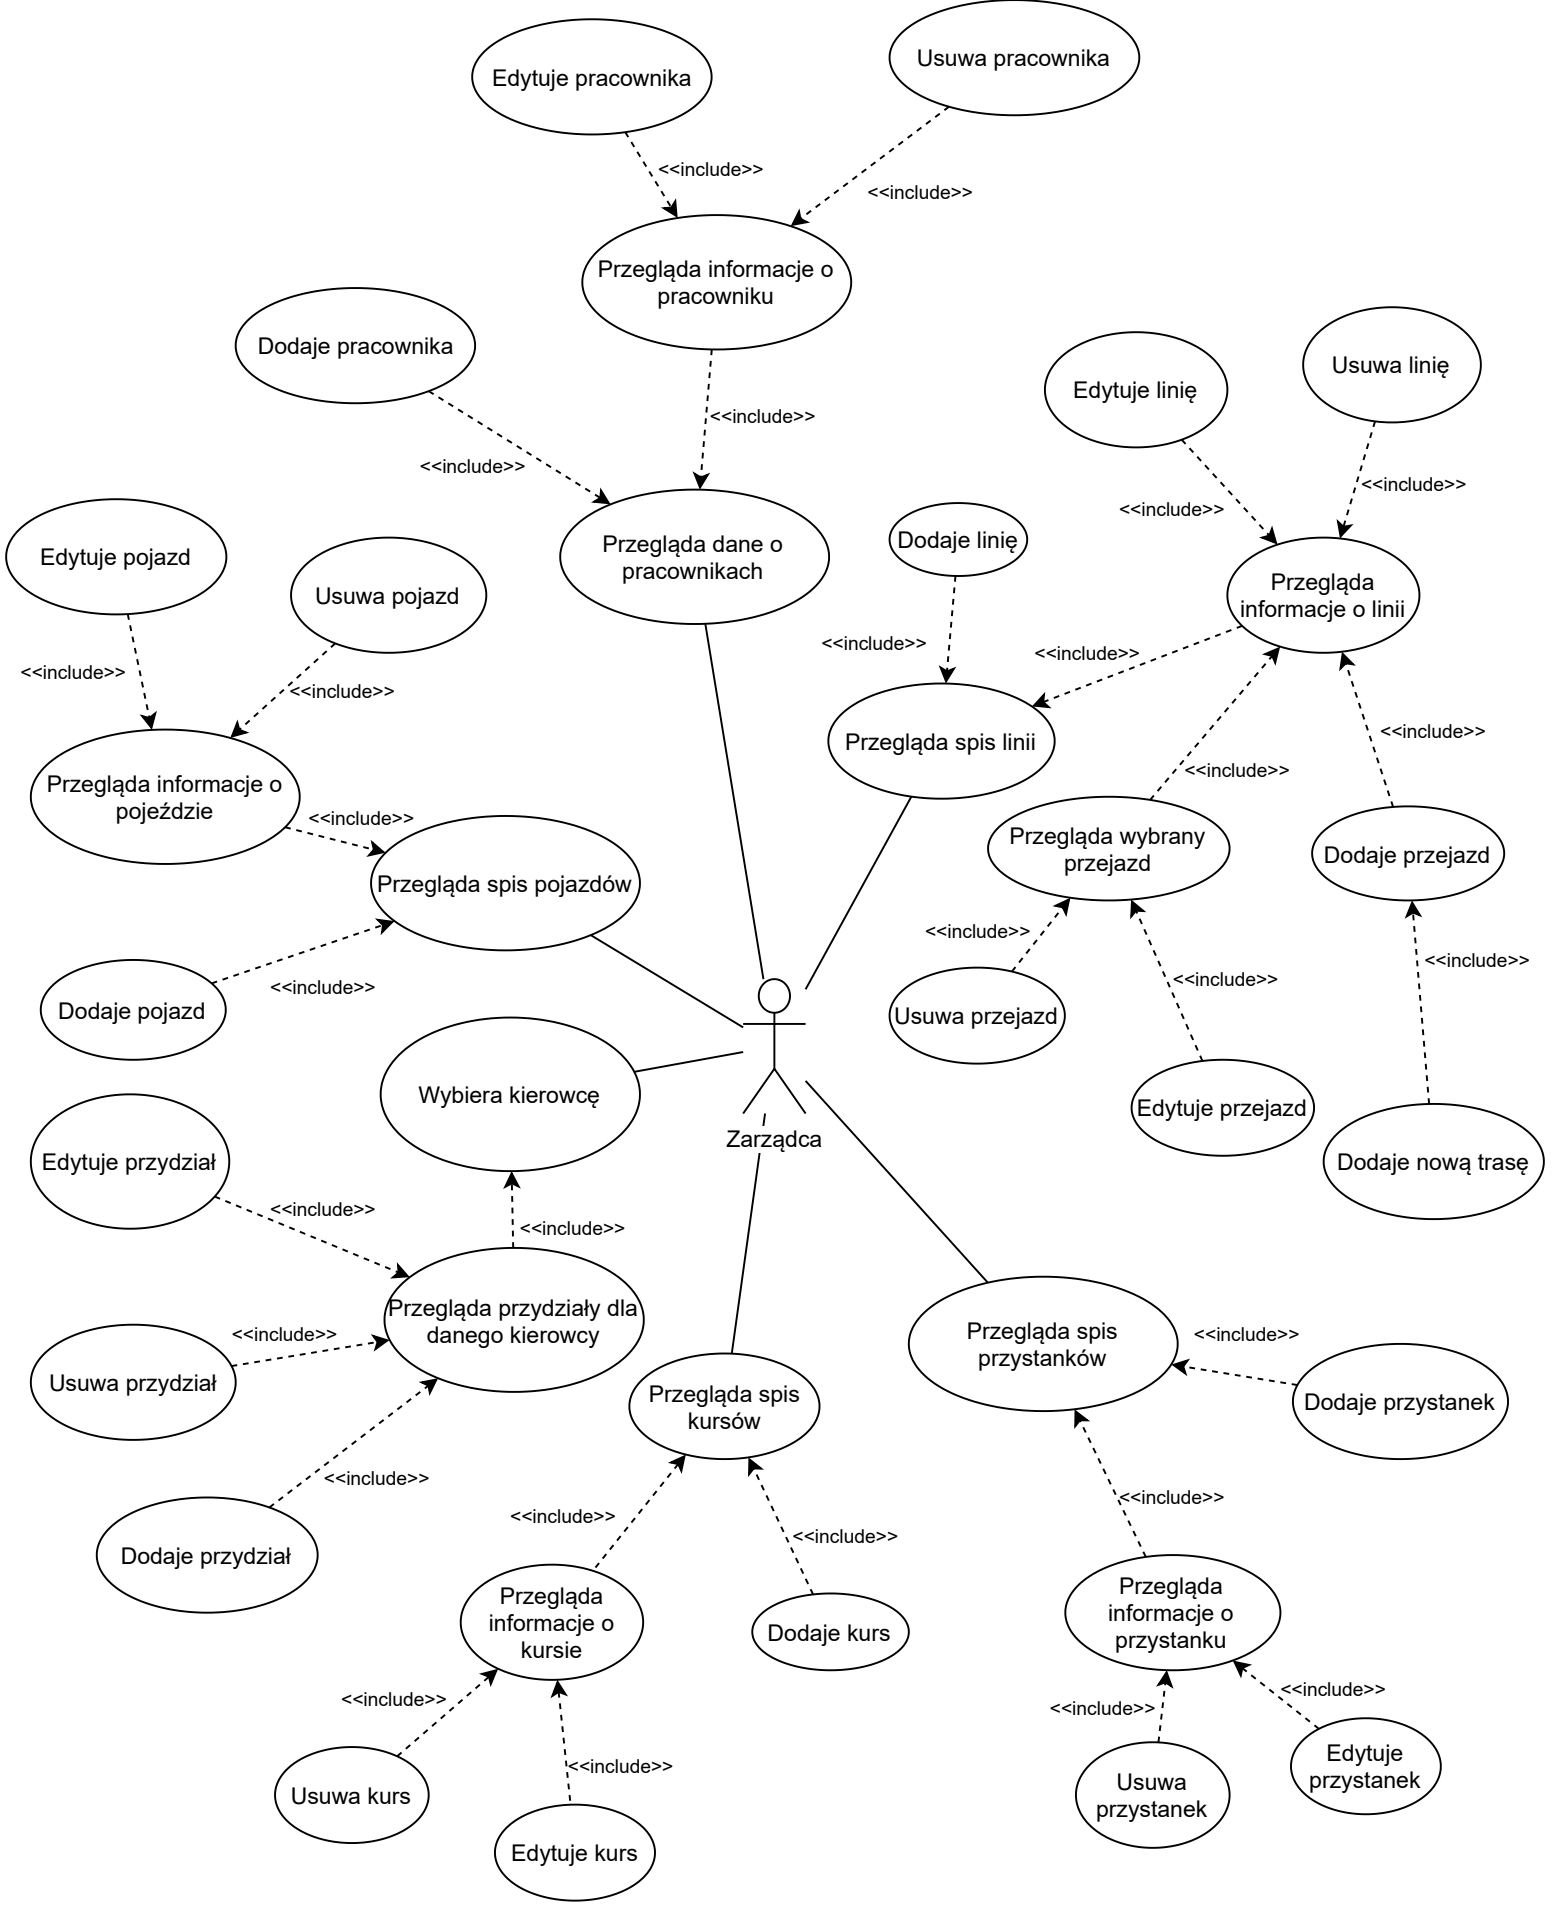 Usuwa pracownika
Edytuje pracownika
<<include>>
<<include>>
Przegląda informacje o
pracowniku
Dodaje pracownika
Usuwa linię
Edytuje linię
<<include>>
<<include>>
<<include>>
<<include>>
Edytuje pojazd
Usuwa pojazd
Przegląda dane o
pracownikach
Dodaje linię
Przegląda
informacje o linii
<<include>>
<<include>>
<<include>>
<<include>>
<<include>>
Przegląda spis linii
<<include>>
Przegląda informacje o
pojeździe
<<include>>
<<include>>
Przegląda wybrany
przejazd
Dodaje przejazd
Przegląda spis pojazdów
<<include>>
<<include>>
<<include>>
<<include>>
Dodaje pojazd
Usuwa przejazd
Wybiera kierowcę
Edytuje przejazd
Zarządca
Edytuje przydział
Dodaje nową trasę
<<include>>
<<include>>
Przegląda przydziały dla
danego kierowcy
Przegląda spis
przystanków
<<include>>
<<include>>
Usuwa przydział
Przegląda spis
kursów
Dodaje przystanek
<<include>>
<<include>>
<<include>>
<<include>>
Dodaje przydział
Przegląda
informacje o
kursie
Dodaje kurs
Przegląda
informacje o
przystanku
<<include>>
<<include>>
<<include>>
<<include>>
Usuwa kurs
Edytuje kurs
Usuwa
przystanek
Edytuje
przystanek